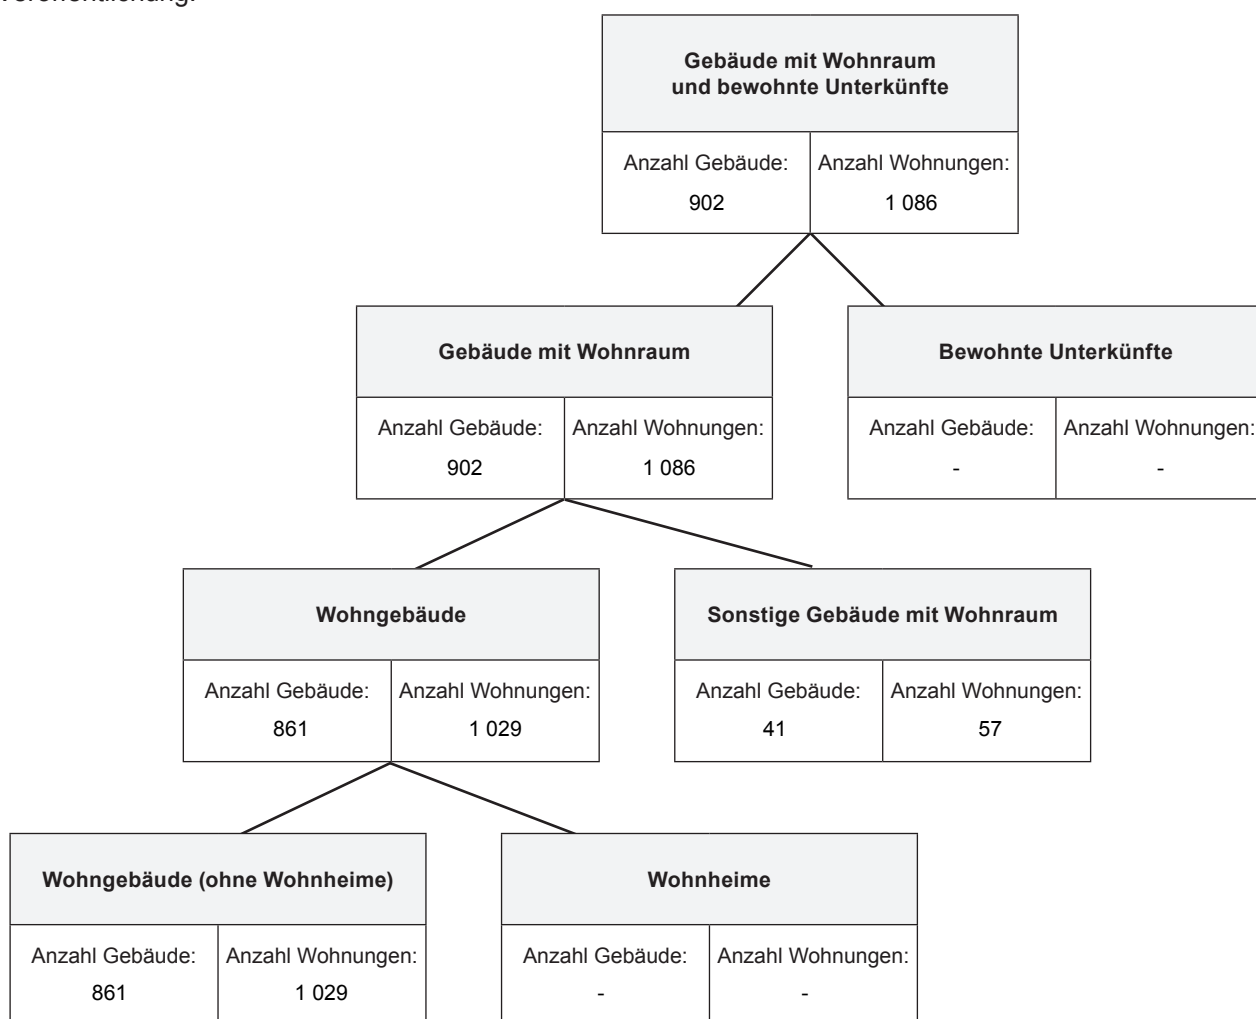 Veröffentlichung.
Gebäude mit Wohnraum
und bewohnte Unterkünfte
Anzahl Gebäude:
902
Anzahl Wohnungen:
1 086
Gebäude mit Wohnraum
Anzahl Gebäude:
902
Anzahl Wohnungen:
1 086
Bewohnte Unterkünfte
Anzahl Gebäude:
-
Anzahl Wohnungen:
-
Wohngebäude
Anzahl Gebäude:
861
Anzahl Wohnungen:
1 029
Sonstige Gebäude mit Wohnraum
Anzahl Gebäude:
41
Anzahl Wohnungen:
57
Wohngebäude (ohne Wohnheime)
Anzahl Gebäude:
861
Anzahl Wohnungen:
1 029
Wohnheime
Anzahl Gebäude:
-
Anzahl Wohnungen:
-